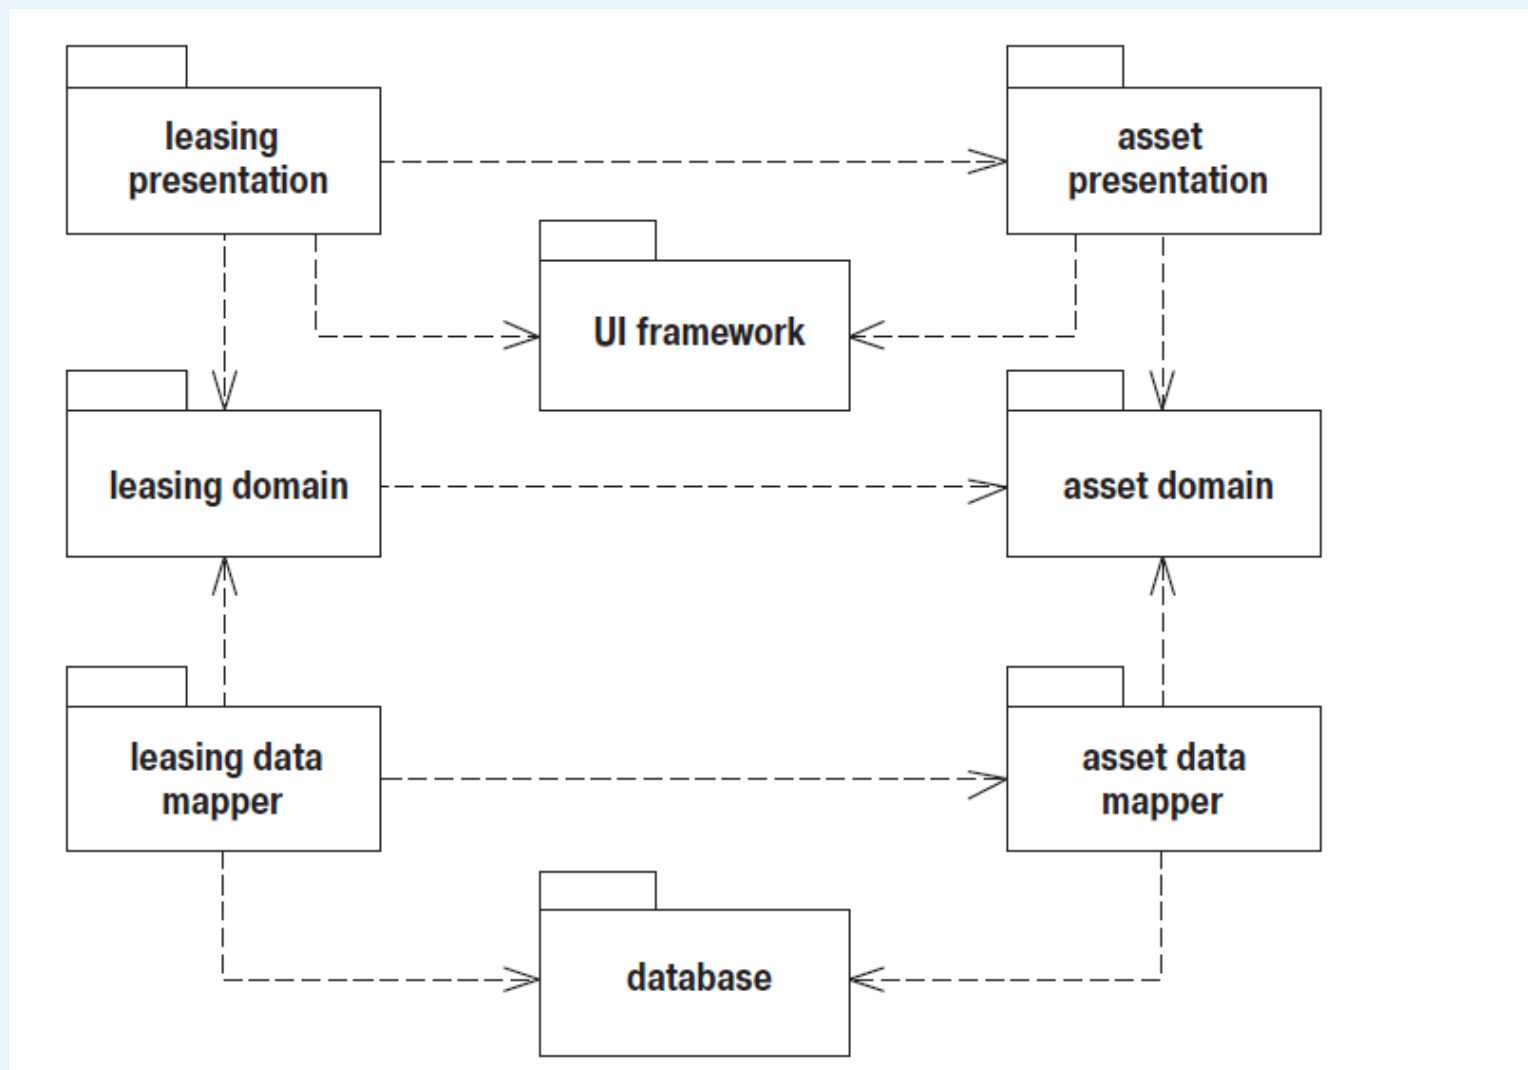 leasing
presentation
asset
presentation
UI framework
leasing domain
asset domain
leasing data
mapper
asset data
mapper
database